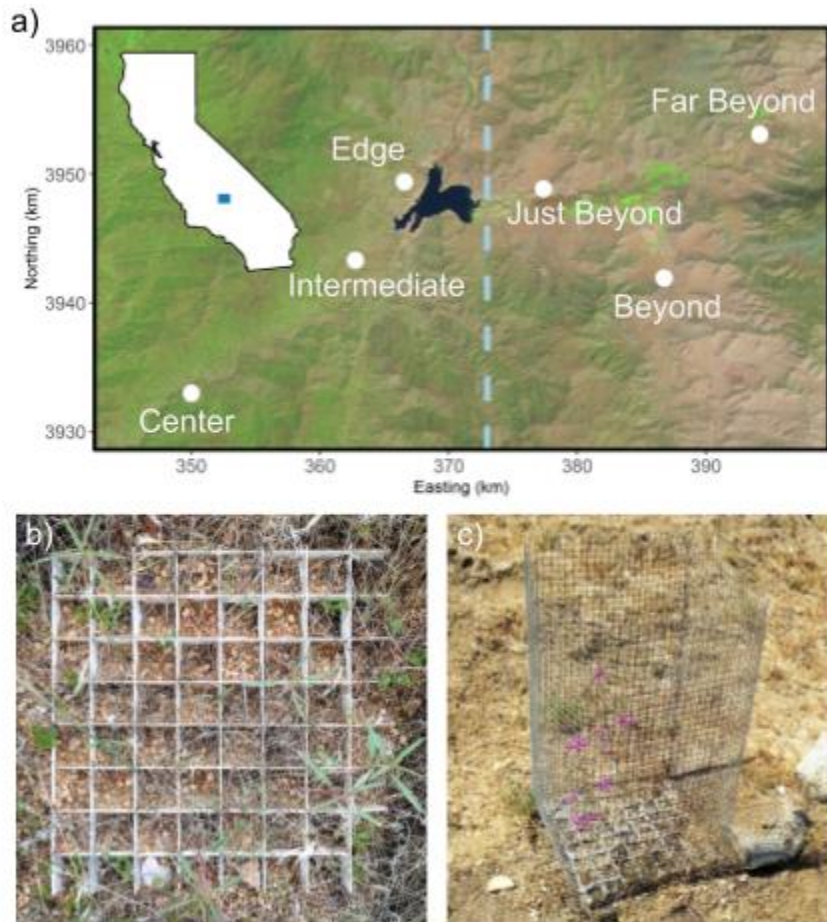 a)
3960
Far Beyond
Edge
3950
Just Beyond
Northing (km)
Intermediate
Beyond
3940
Center
3930
350 360 370 380 390
Easting (km)
b) c)